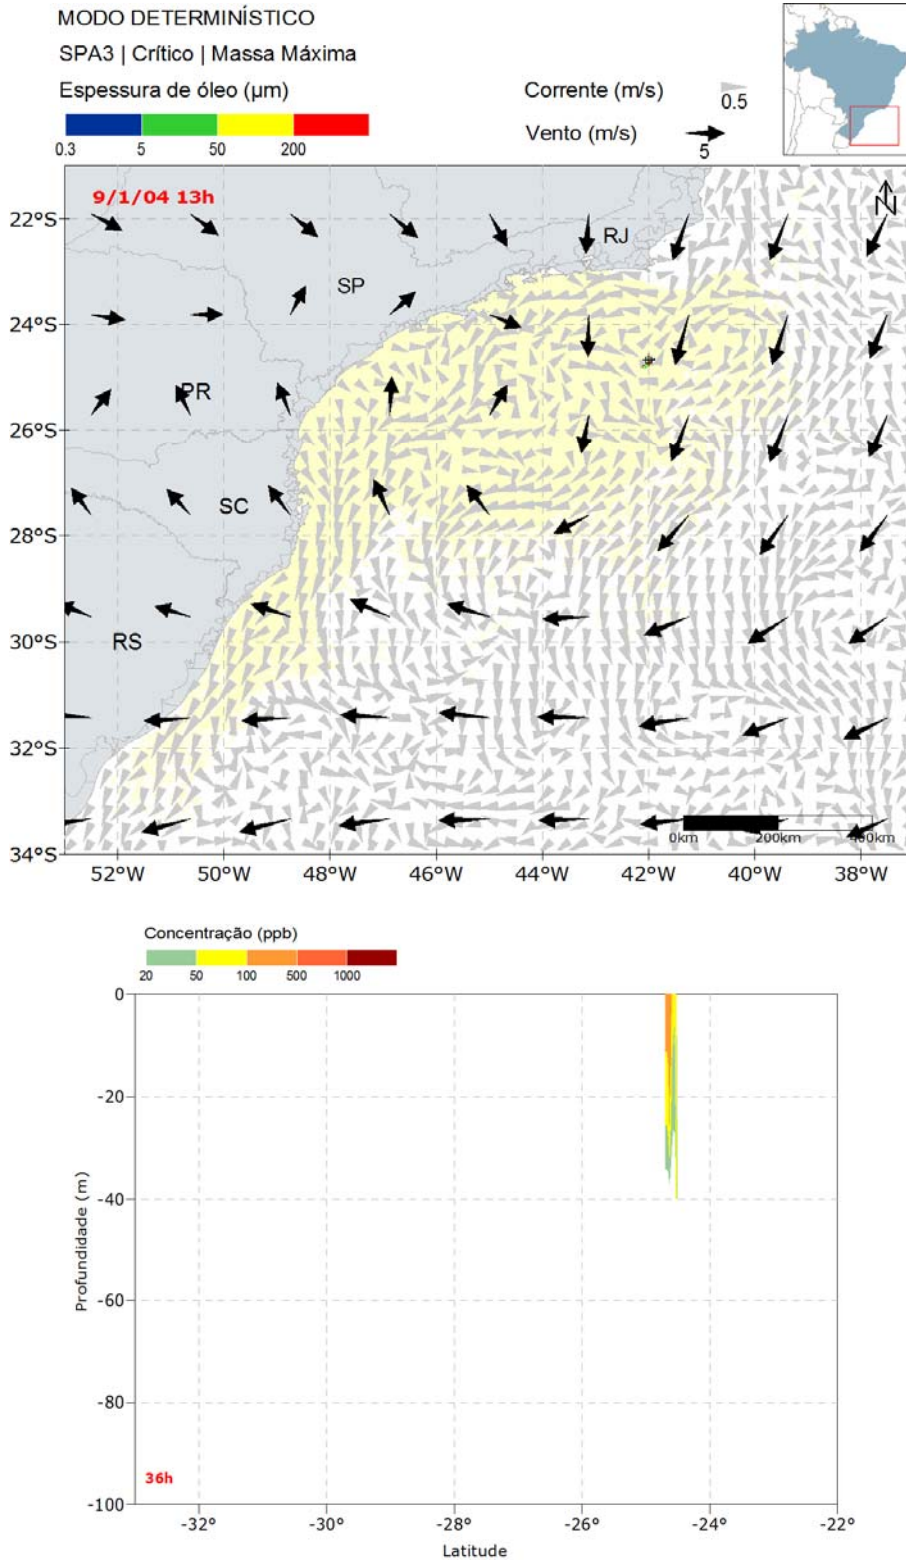 MODO DETERMINÍSTICO
SPA3 | Crítico | Massa Máxima
Espessura de óleo (µm)
0.3 5 50 200
Corrente (m/s) 0.5
Vento (m/s) 5
9/1/04 13h
N
22°S
24°S
26°S
28°S
30°S
32°S
34°S
RJ
SP
PR
SC
RS
0km 200km 400km
52°W 50°W 48°W 46°W 44°W 42°W 40°W 38°W
Concentração (ppb)
20 50 100 500 1000
0
-20
-40
-60
-80
-100
Profundidade (m)
36h
-32° -30° -28° -26° -24° -22°
Latitude